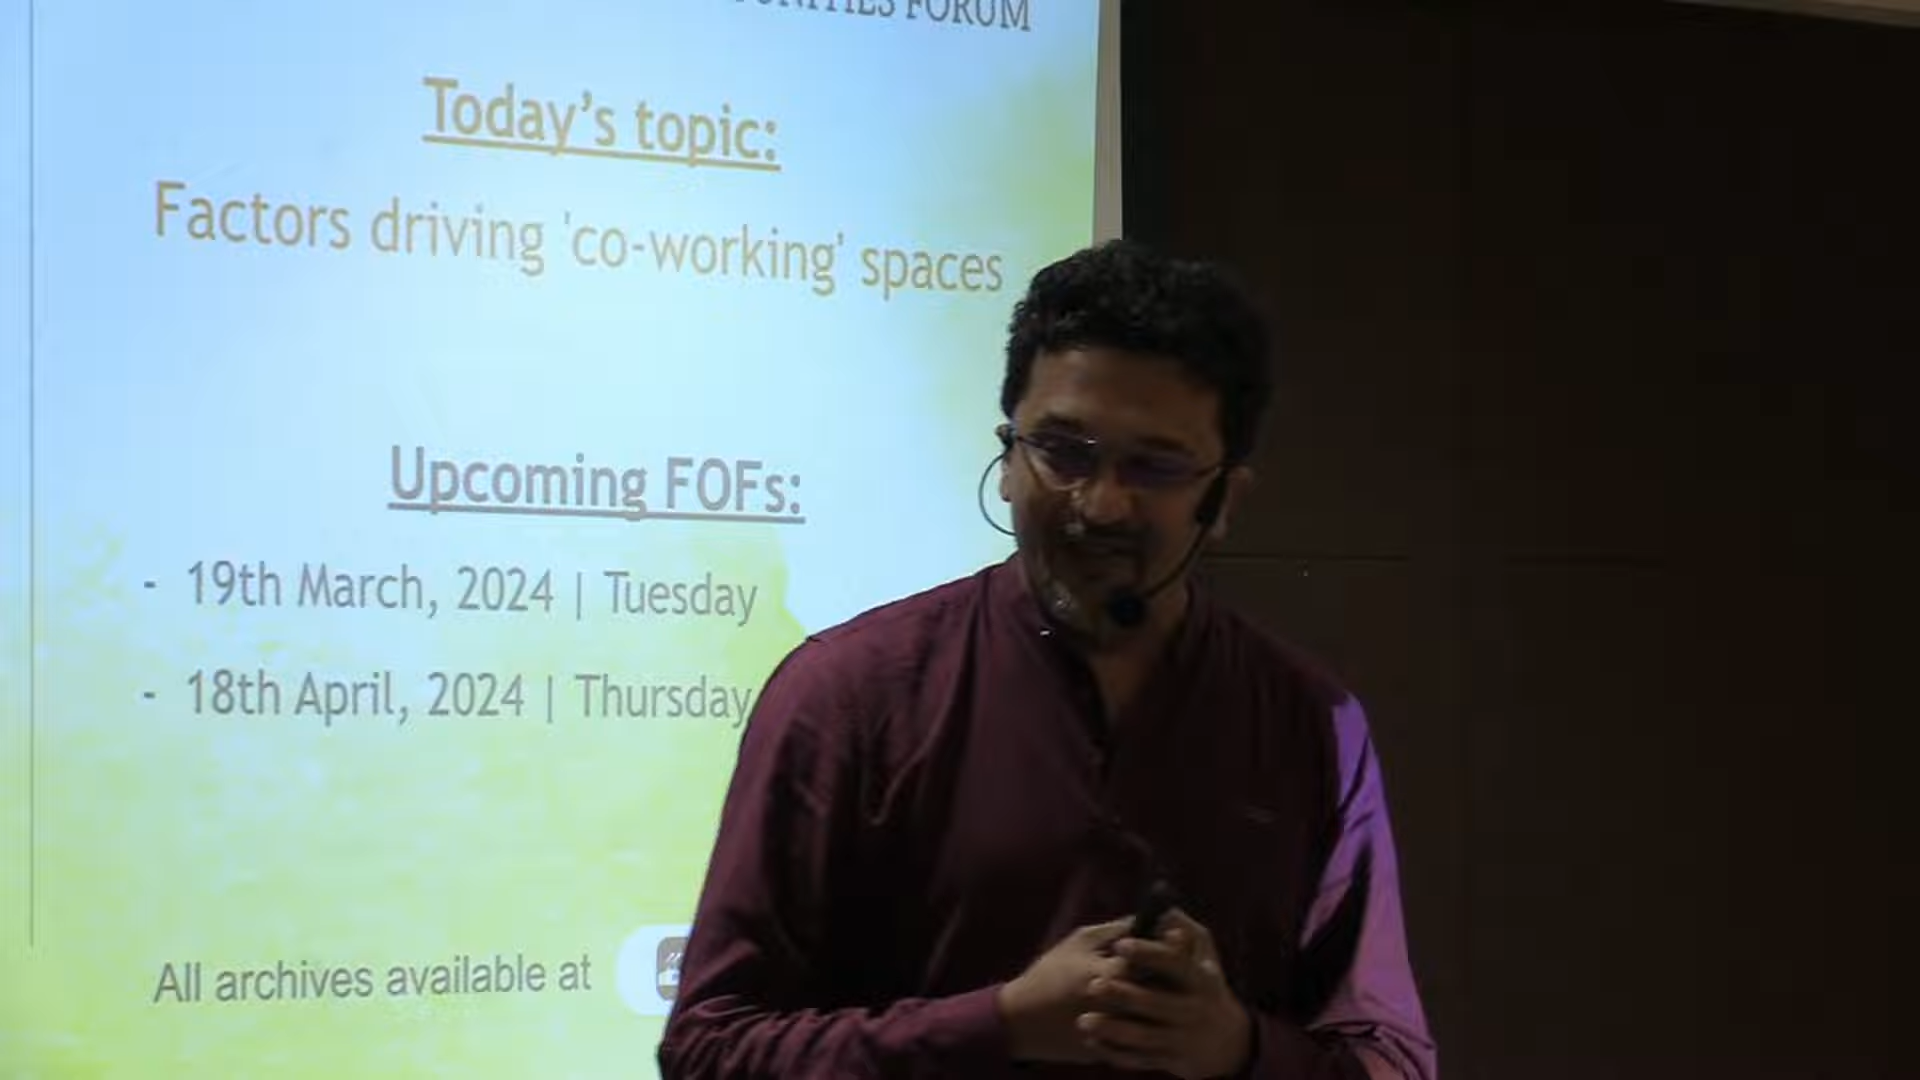 FORUM
Today's topic:
Factors driving 'co-working' spaces
Upcoming FOFs:
- 19th March, 2024 | Tuesday
- 18th April, 2024 | Thursday
All archives available at